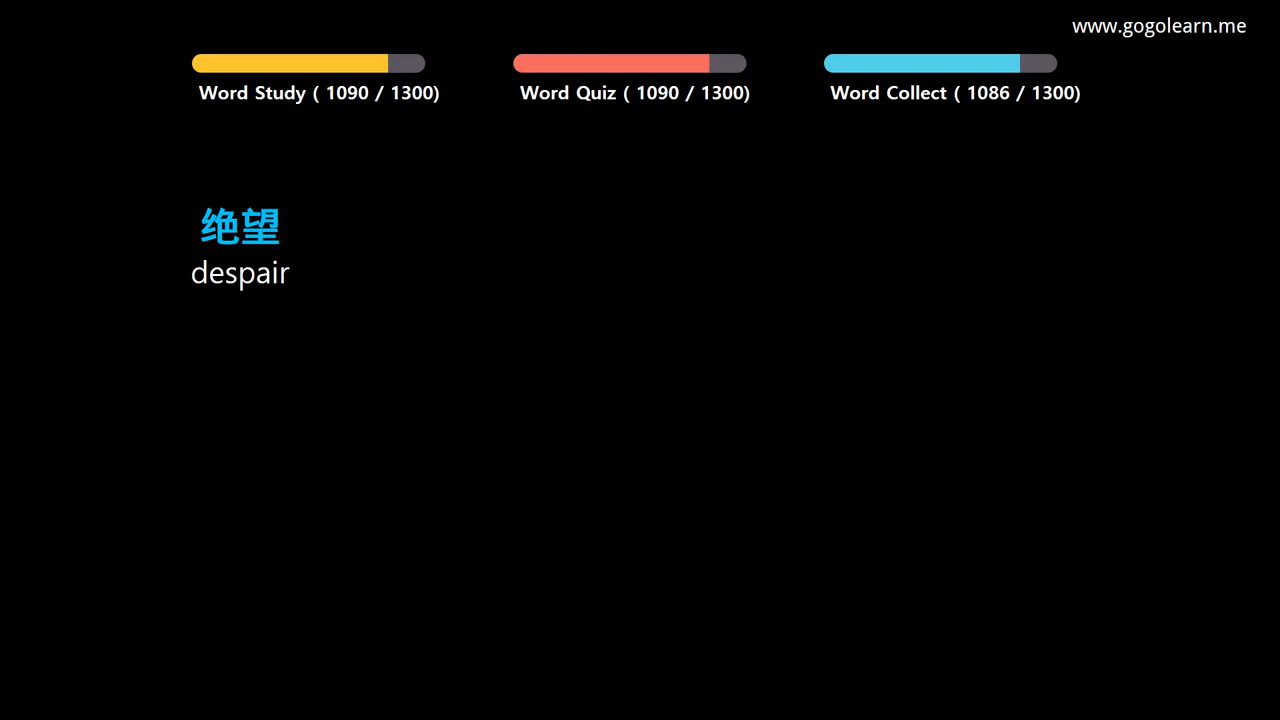 www.gogolearn.me
Word Study ( 1090 / 1300)
Word Quiz ( 1090 / 1300)
Word Collect ( 1086 / 1300)
绝望
despair